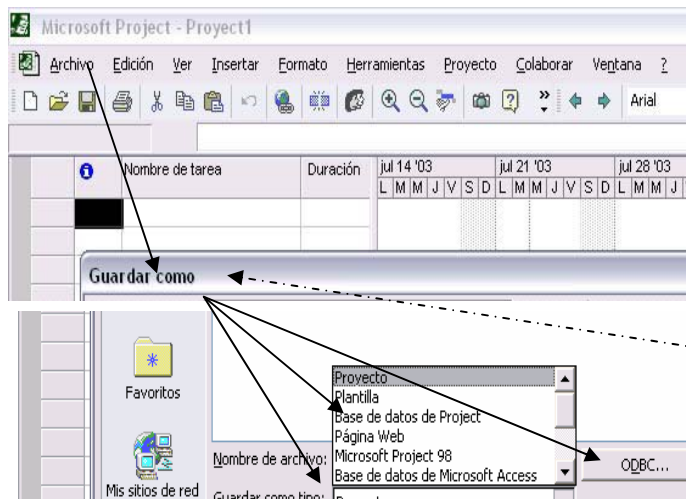 Microsoft Project - Proyect1
Archivo Edición Ver Insertar Formato Herramientas Proyecto Colaborar Ventana ?
Arial
Nombre de tarea Duración jul 14 '03 jul 21 '03 jul 28 '03
L M M J V S D L M M J V S D L M M J
Guardar como
Favoritos
Proyecto
Plantilla
Base de datos de Project
Página Web
Nombre de archivo: Microsoft Project 98
Base de datos de Microsoft Access
ODBC...
Mis sitios de red
Guardar como tipo: